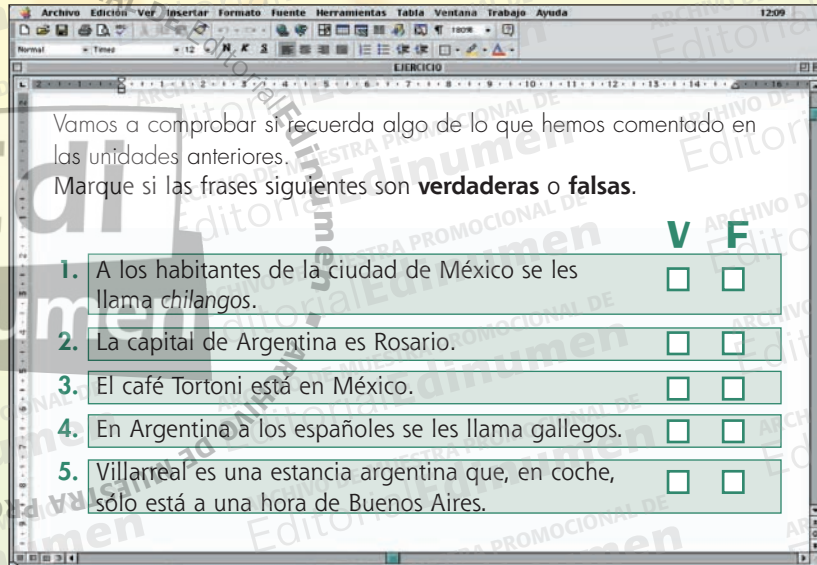 Archivo Edición Ver Insertar Formato Fuente Herramientas Tabla Ventana Trabajo Ayuda 12:09
Normal Times 12 N K S 180%
EJERCICIO
Vamos a comprobar si recuerda algo de lo que hemos comentado en
las unidades anteriores.
Marque si las frases siguientes son verdaderas o falsas.
V F
1. A los habitantes de la ciudad de México se les
llama chilangos.
2. La capital de Argentina es Rosario.
3. El café Tortoni está en México.
4. En Argentina a los españoles se les llama gallegos.
5. Villarreal es una estancia argentina que, en coche,
sólo está a una hora de Buenos Aires.